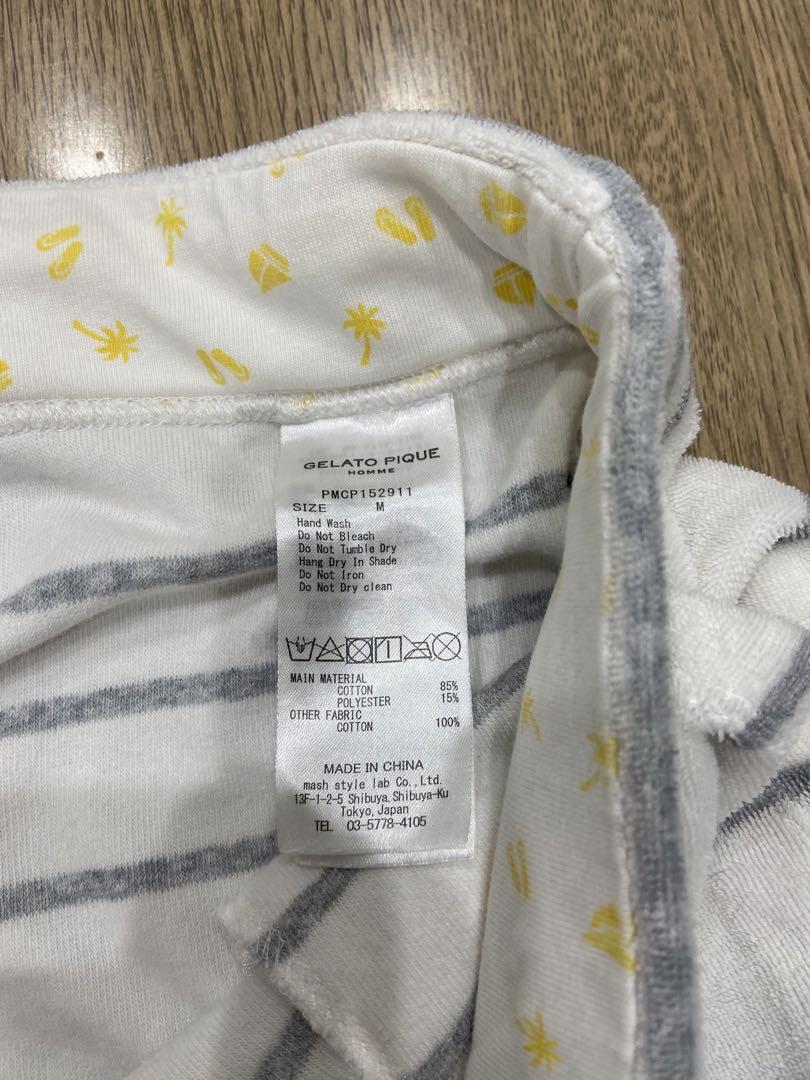 GELATO PIQUE
HOMME
PMCP152911
SIZE M
Hand Wash
Do Not Bleach
Do Not Tumble Dry
Hang Dry In Shade
Do Not Iron
Do Not Dry clean
MAIN MATERIAL
COTTON 85%
POLYESTER 15%
OTHER FABRIC
COTTON 100%
MADE IN CHINA
mash style lab Co., Ltd.
13F-1-2-5 Shibuya, Shibuya-Ku
Tokyo, Japan
TEL 03-5778-4105